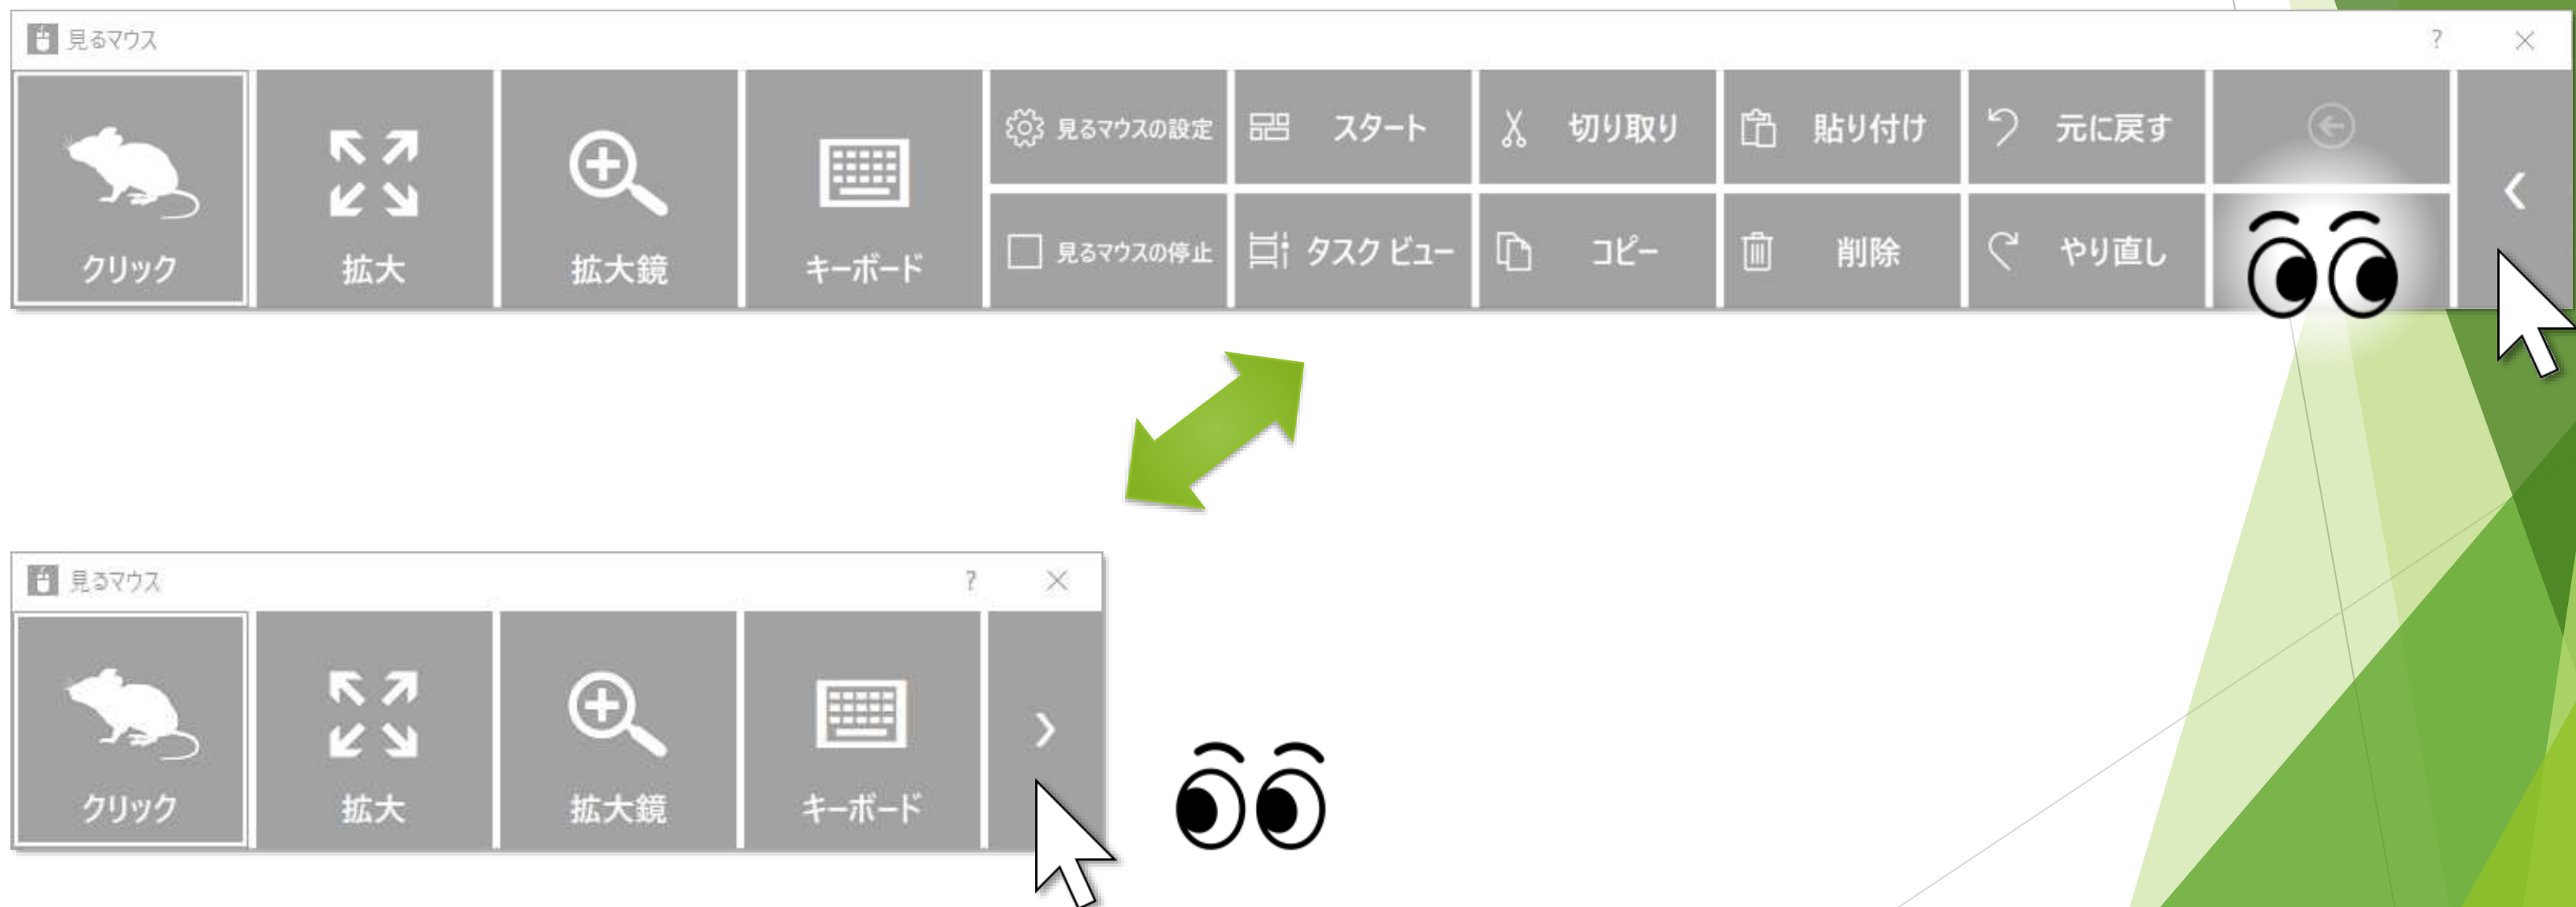 見るマウス ? ×
クリック 拡大 拡大鏡 キーボード
見るマウスの設定 スタート 切り取り 貼り付け 元に戻す
見るマウスの停止 タスク ビュー コピー 削除 やり直し
見るマウス ? ×
クリック 拡大 拡大鏡 キーボード